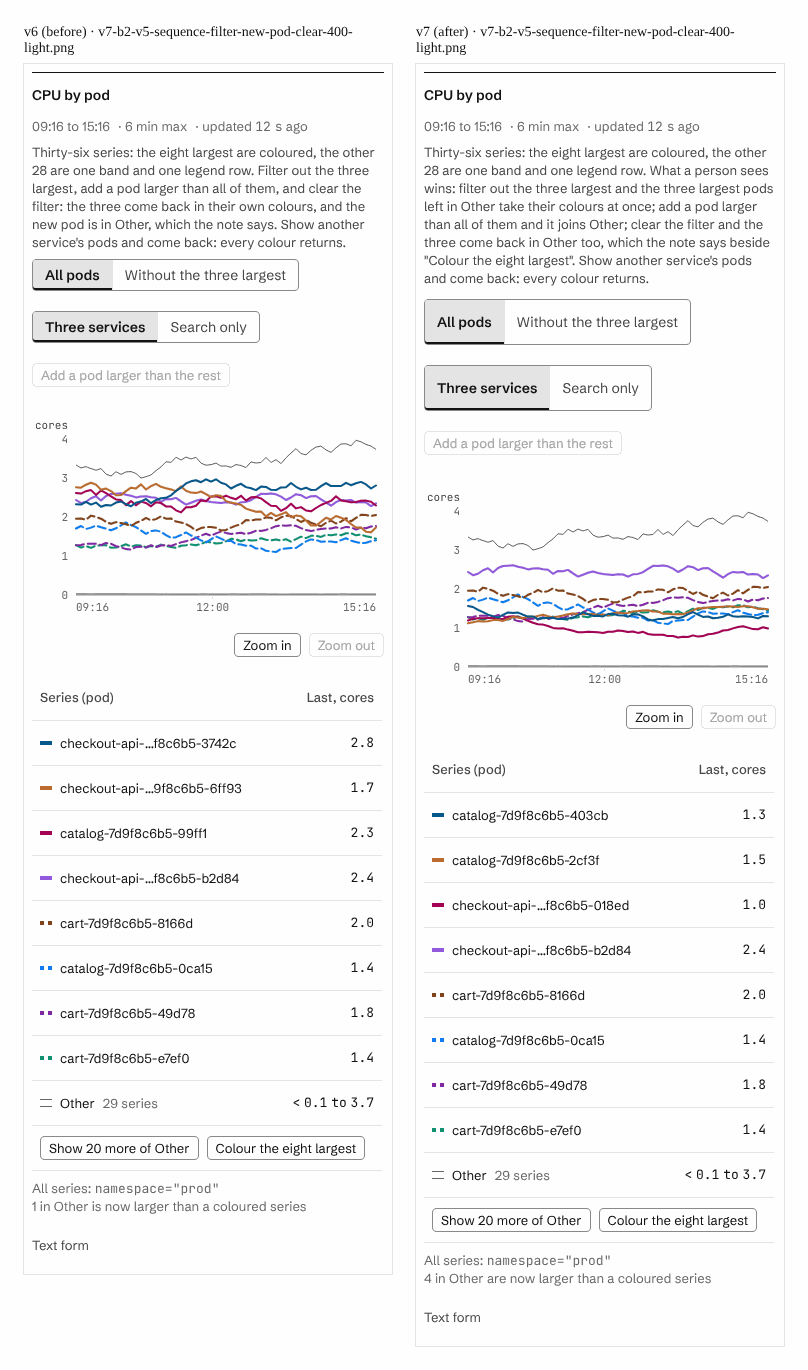 v6 (before) · v7-b2-v5-sequence-filter-new-pod-clear-400-
light.png
CPU by pod
09:16 to 15:16 · 6 min max · updated 12 s ago
Thirty-six series: the eight largest are coloured, the other
28 are one band and one legend row. Filter out the three
largest, add a pod larger than all of them, and clear the
filter: the three come back in their own colours, and the
new pod is in Other, which the note says. Show another
service's pods and come back: every colour returns.
All pods Without the three largest
Three services Search only
Add a pod larger than the rest
cores
4
3
2
1
0
09:16 12:00 15:16
Zoom in Zoom out
Series (pod) Last, cores
checkout-api-…f8c6b5-3742c 2.8
checkout-api-…9f8c6b5-6ff93 1.7
catalog-7d9f8c6b5-99ff1 2.3
checkout-api-…f8c6b5-b2d84 2.4
cart-7d9f8c6b5-8166d 2.0
catalog-7d9f8c6b5-0ca15 1.4
cart-7d9f8c6b5-49d78 1.8
cart-7d9f8c6b5-e7ef0 1.4
Other 29 series < 0.1 to 3.7
Show 20 more of Other Colour the eight largest
All series: namespace="prod"
1 in Other is now larger than a coloured series
Text form
v7 (after) · v7-b2-v5-sequence-filter-new-pod-clear-400-
light.png
CPU by pod
09:16 to 15:16 · 6 min max · updated 12 s ago
Thirty-six series: the eight largest are coloured, the other
28 are one band and one legend row. What a person sees
wins: filter out the three largest and the three largest pods
left in Other take their colours at once; add a pod larger
than all of them and it joins Other; clear the filter and the
three come back in Other too, which the note says beside
"Colour the eight largest". Show another service's pods
and come back: every colour returns.
All pods Without the three largest
Three services Search only
Add a pod larger than the rest
cores
4
3
2
1
0
09:16 12:00 15:16
Zoom in Zoom out
Series (pod) Last, cores
catalog-7d9f8c6b5-403cb 1.3
catalog-7d9f8c6b5-2cf3f 1.5
checkout-api-…f8c6b5-018ed 1.0
checkout-api-…f8c6b5-b2d84 2.4
cart-7d9f8c6b5-8166d 2.0
catalog-7d9f8c6b5-0ca15 1.4
cart-7d9f8c6b5-49d78 1.8
cart-7d9f8c6b5-e7ef0 1.4
Other 29 series < 0.1 to 3.7
Show 20 more of Other Colour the eight largest
All series: namespace="prod"
4 in Other are now larger than a coloured series
Text form